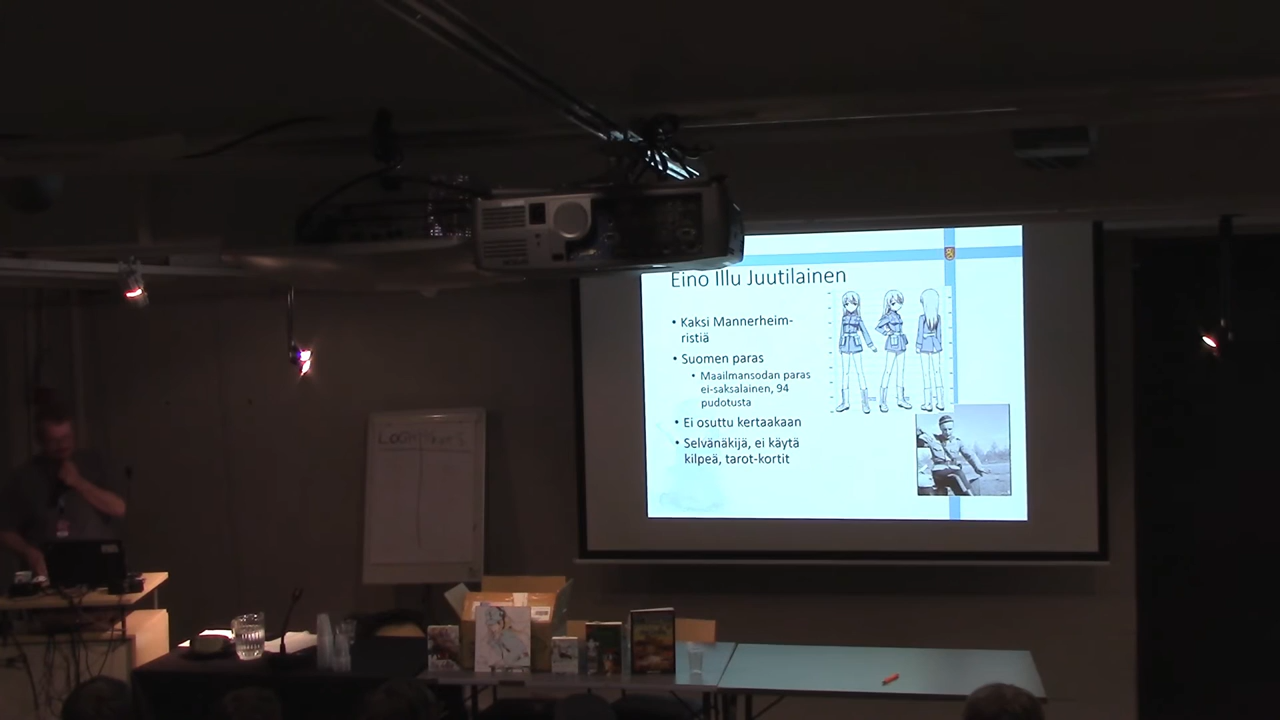 Eino Illu Juutilainen
• Kaksi Mannerheim-
ristiä
• Suomen paras
• Maailmansodan paras
ei-saksalainen, 94
pudotusta
• Ei osuttu kertaakaan
• Selvänäkijä, ei käytä
kilpeä, tarot-kortit